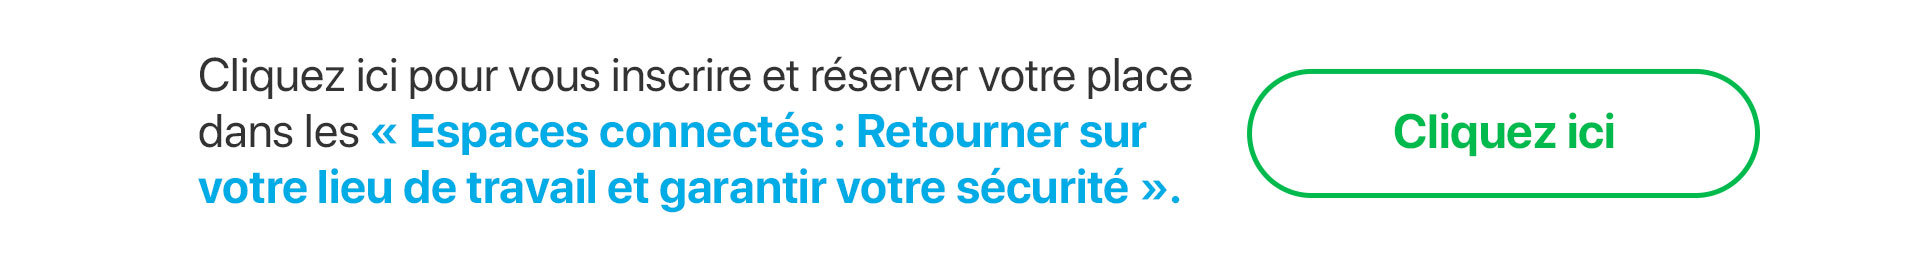 Cliquez ici pour vous inscrire et réserver votre place
dans les « Espaces connectés : Retourner sur
votre lieu de travail et garantir votre sécurité ».
Cliquez ici